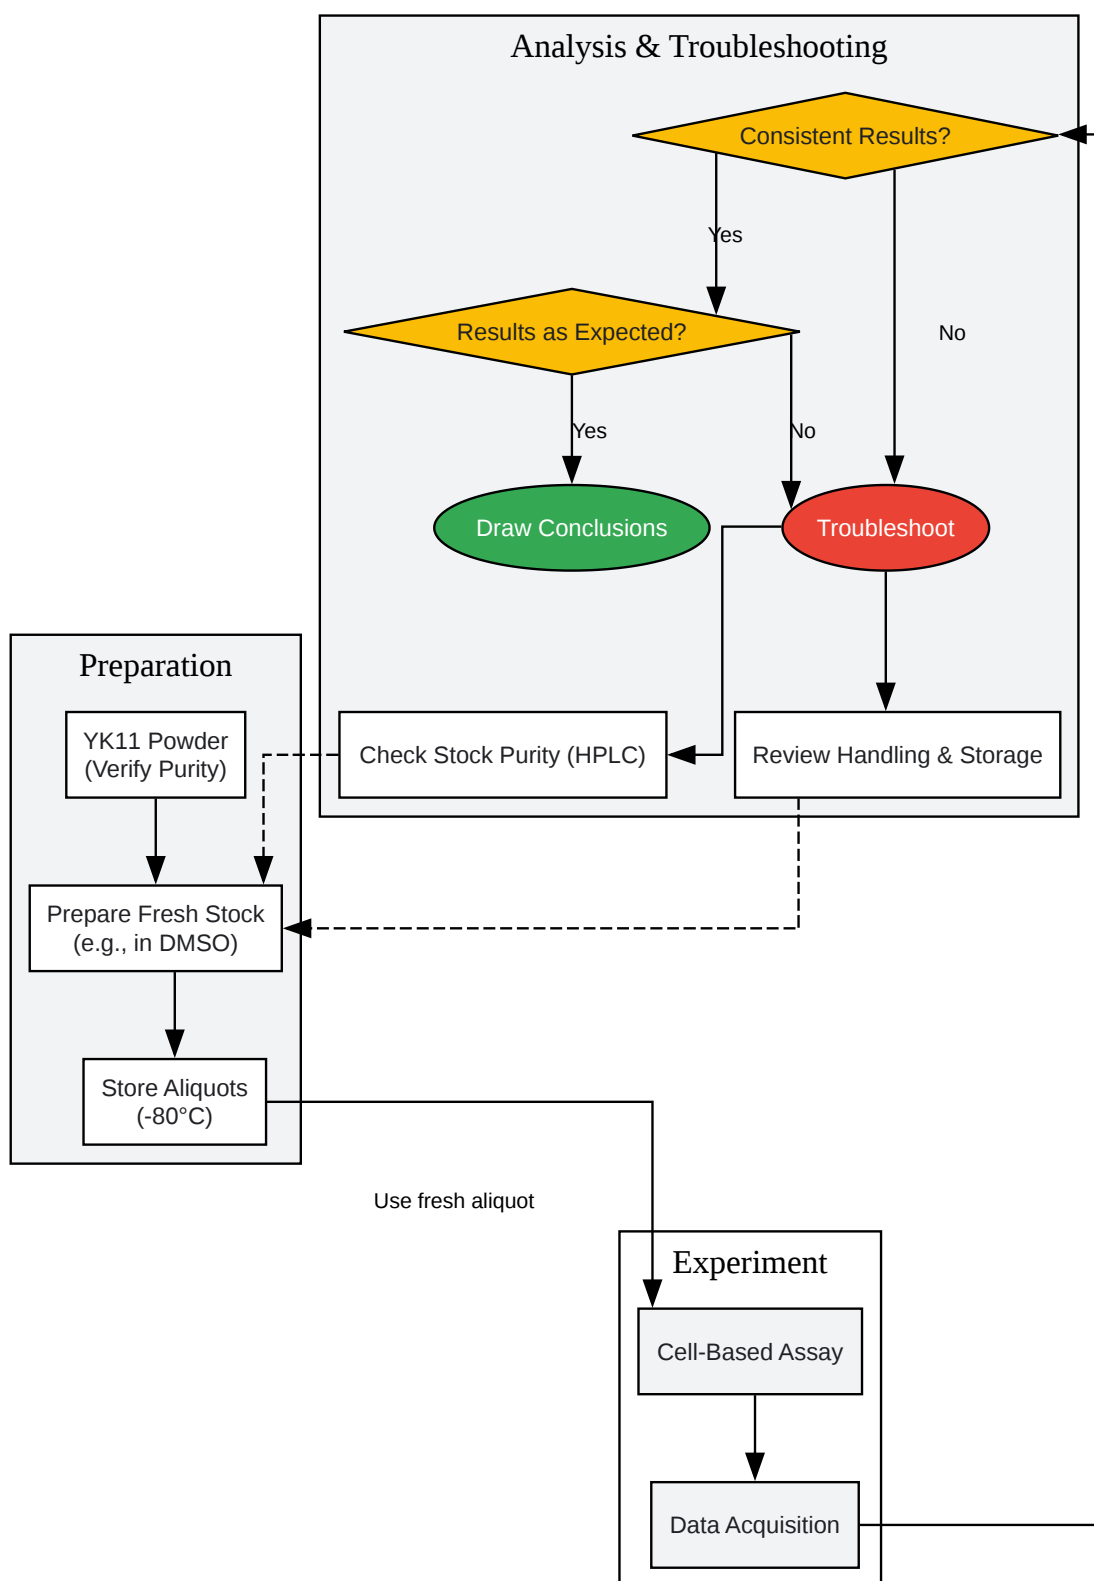 Analysis & Troubleshooting
Consistent Results?
Yes
No
Results as Expected?
Yes
No
Draw Conclusions
Troubleshoot
Check Stock Purity (HPLC)
Review Handling & Storage
Preparation
YK11 Powder
(Verify Purity)
Prepare Fresh Stock
(e.g., in DMSO)
Store Aliquots
(-80°C)
Use fresh aliquot
Experiment
Cell-Based Assay
Data Acquisition